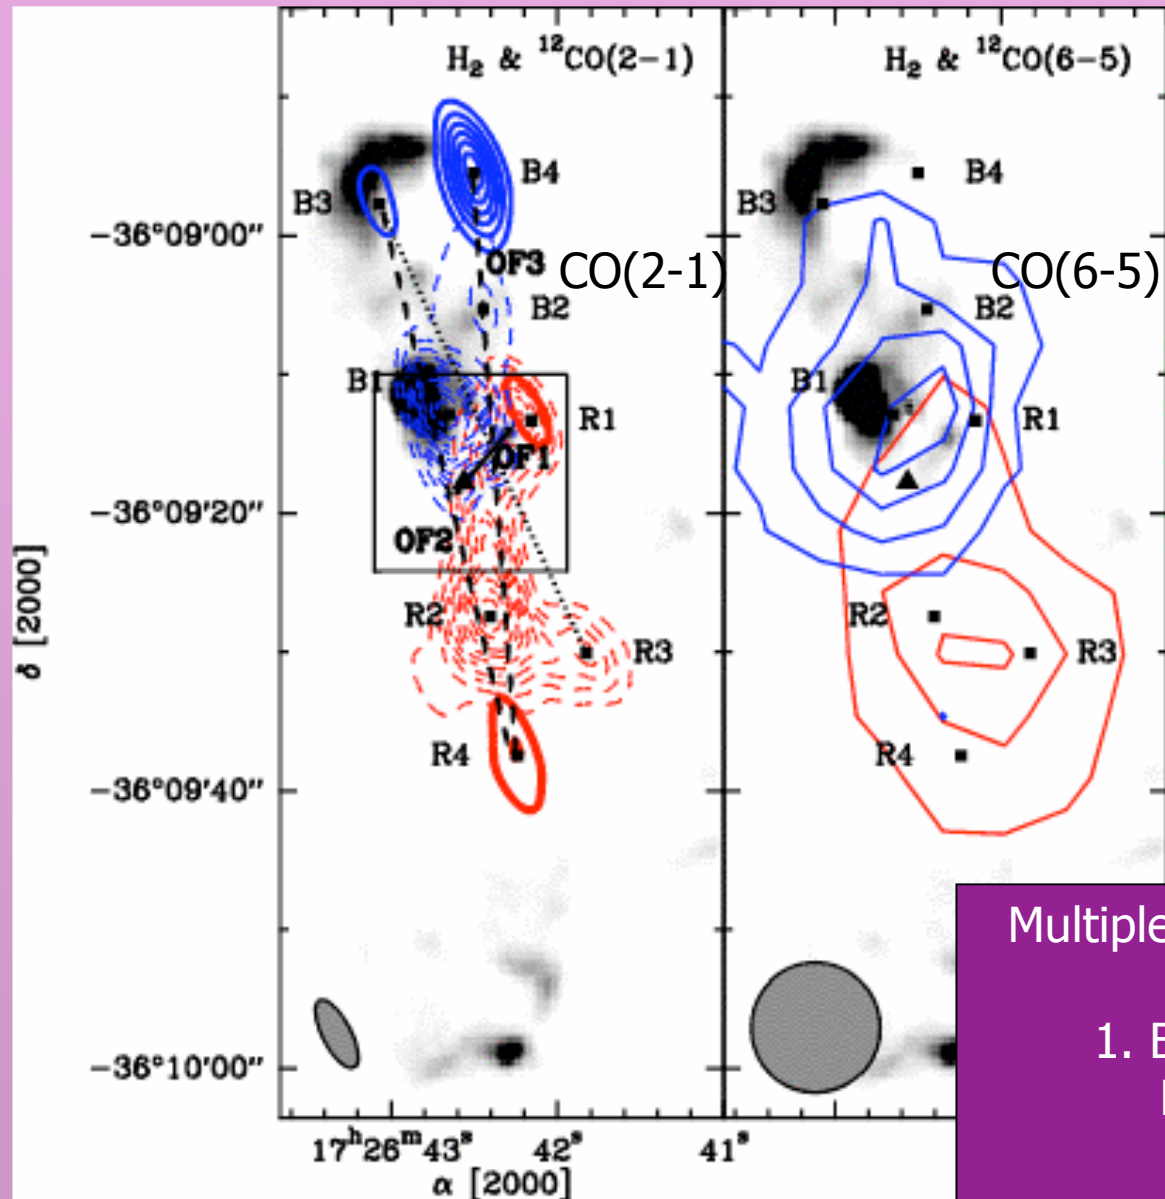 H₂ & ¹²CO(2−1)
H₂ & ¹²CO(6−5)
B4
B4
B3
B3
−36°09′00″
OF3
CO(2-1)
CO(6-5)
B2
B2
B1
B1
R1
R1
OF1
−36°09′20″
OF2
δ [2000]
R2
R2
R3
R3
R4
R4
−36°09′40″
Multiple
1. E
−36°10′00″
17ʰ26ᵐ43ˢ
42ˢ
41ˢ
α [2000]